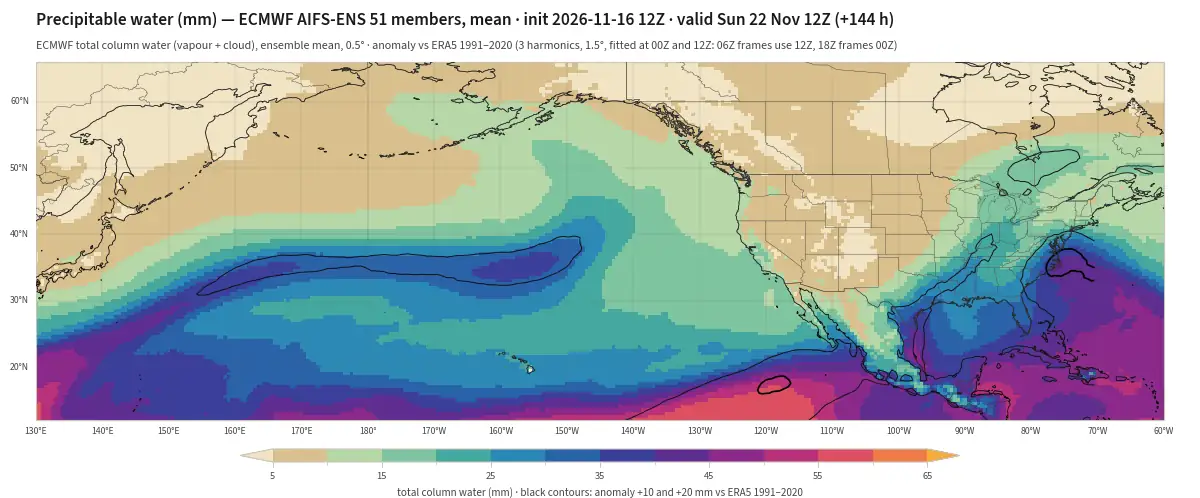 Precipitable water (mm) — ECMWF AIFS-ENS 51 members, mean · init 2026-11-16 12Z · valid Sun 22 Nov 12Z (+144 h)
ECMWF total column water (vapour + cloud), ensemble mean, 0.5° · anomaly vs ERA5 1991–2020 (3 harmonics, 1.5°, fitted at 00Z and 12Z: 06Z frames use 12Z, 18Z frames 00Z)
60°N
50°N
40°N
30°N
20°N
130°E 140°E 150°E 160°E 170°E 180° 170°W 160°W 150°W 140°W 130°W 120°W 110°W 100°W 90°W 80°W 70°W 60°W
5 15 25 35 45 55 65
total column water (mm) · black contours: anomaly +10 and +20 mm vs ERA5 1991–2020